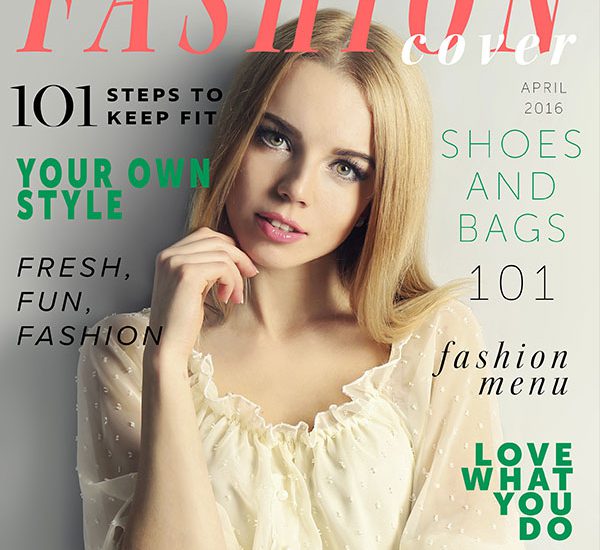 FASHION
cover
APRIL
2016
101 STEPS TO
KEEP FIT
SHOES
AND
BAGS
101
YOUR OWN
STYLE
FRESH,
FUN,
FASHION
fashion
menu
LOVE
WHAT
YOU
DO